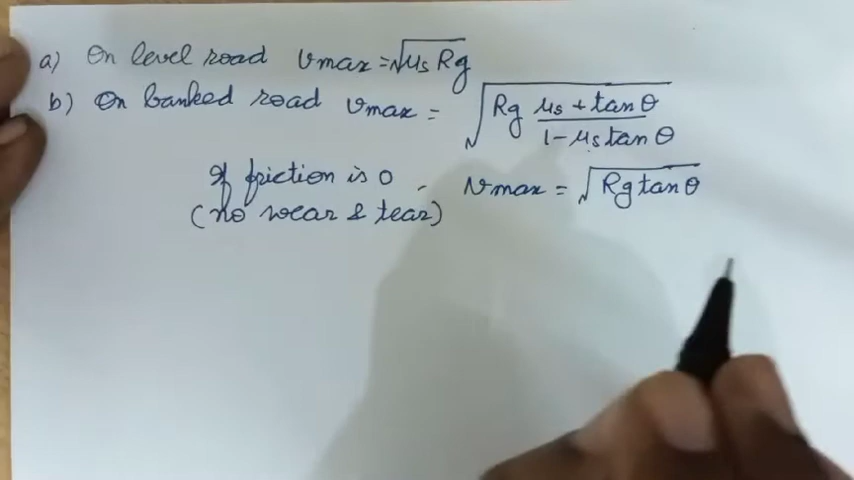 a) On level road vmax = √μs Rg
b) On banked road vmax = √Rg (μs + tan θ)/(1 - μs tan θ)
If friction is 0, vmax = √Rg tan θ
(no wear & tear)